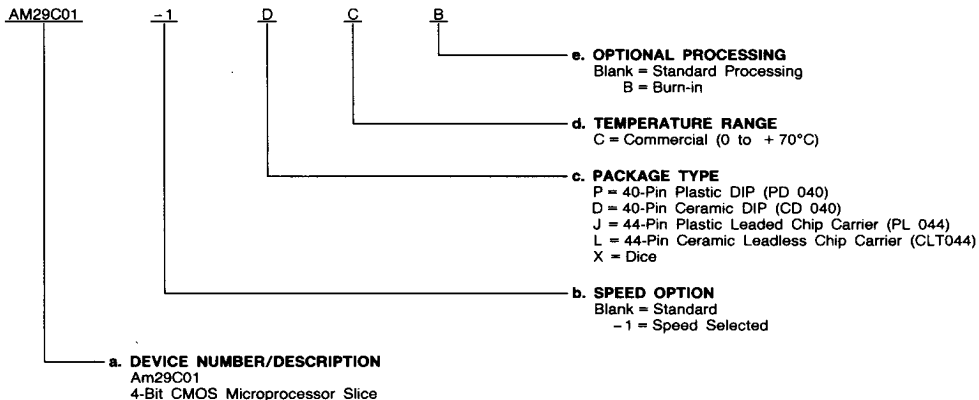 AM29C01 -1 D C B
e. OPTIONAL PROCESSING
Blank = Standard Processing
B = Burn-in
d. TEMPERATURE RANGE
C = Commercial (0 to +70°C)
c. PACKAGE TYPE
P = 40-Pin Plastic DIP (PD 040)
D = 40-Pin Ceramic DIP (CD 040)
J = 44-Pin Plastic Leaded Chip Carrier (PL 044)
L = 44-Pin Ceramic Leadless Chip Carrier (CLT044)
X = Dice
b. SPEED OPTION
Blank = Standard
-1 = Speed Selected
a. DEVICE NUMBER/DESCRIPTION
Am29C01
4-Bit CMOS Microprocessor Slice